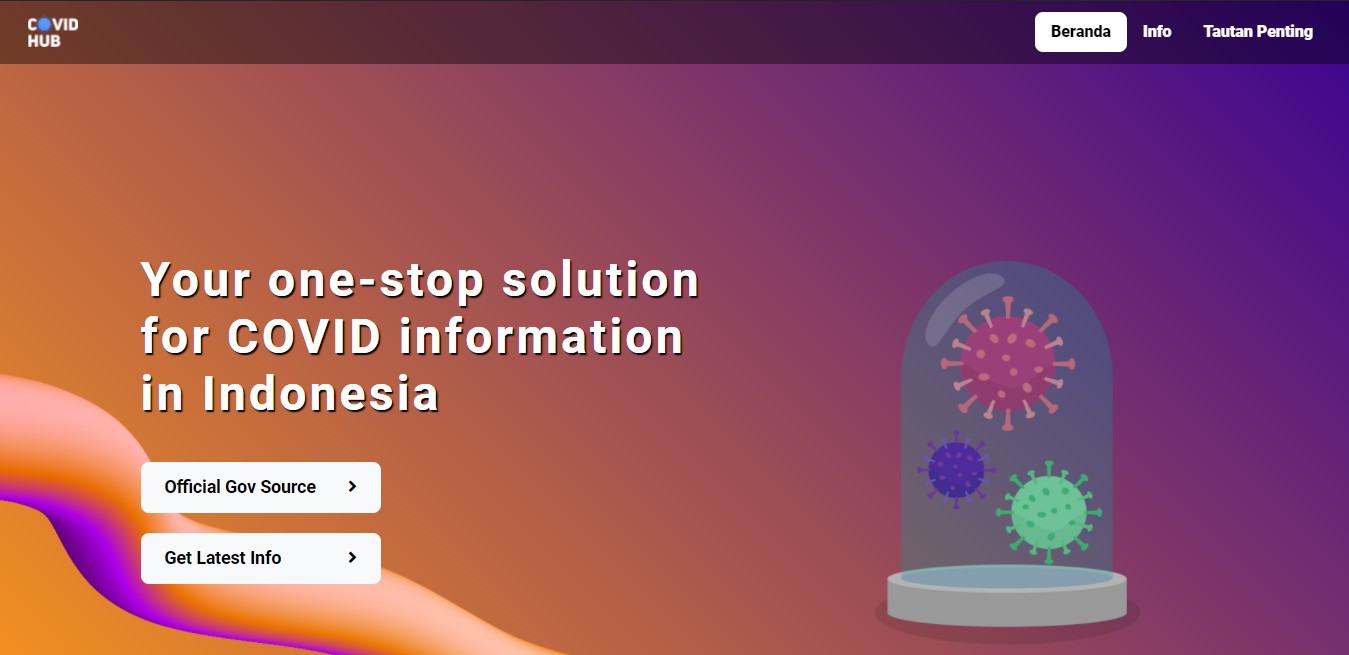 COVID
HUB
Beranda
Info
Tautan Penting
Your one-stop solution
for COVID information
in Indonesia
Official Gov Source
Get Latest Info